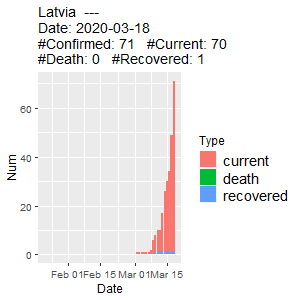 Latvia  ---
Date: 2020-03-18
#Confirmed: 71   #Current: 70
#Death: 0   #Recovered: 1
Num
60
40
20
0
Feb 01 Feb 15 Mar 01 Mar 15
Date
Type
current
death
recovered